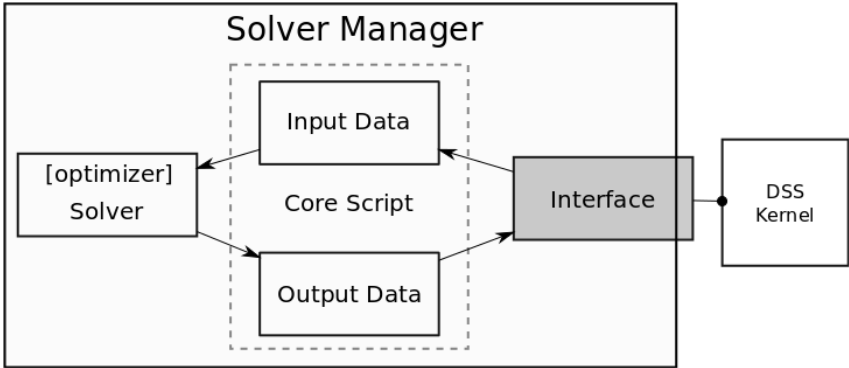 Solver Manager
Input Data
[optimizer]
Solver
Core Script
Interface
DSS
Kernel
Output Data